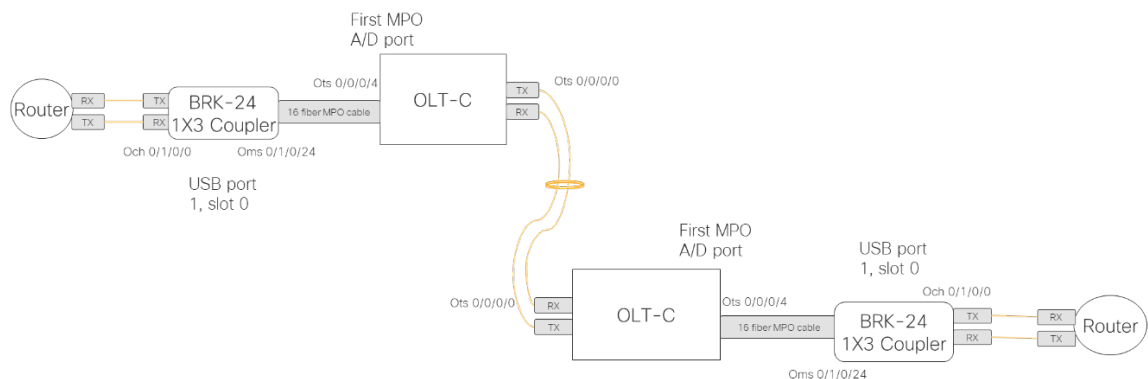 First MPO
A/D port
Ots 0/0/0/4
Ots 0/0/0/0
Router
RX
TX
TX
RX
BRK-24
1X3 Coupler
16 fiber MPO cable
OLT-C
TX
RX
Och 0/1/0/0
Oms 0/1/0/24
USB port
1, slot 0
First MPO
A/D port
USB port
1, slot 0
Ots 0/0/0/0
Ots 0/0/0/4
Och 0/1/0/0
RX
TX
OLT-C
16 fiber MPO cable
BRK-24
1X3 Coupler
TX
RX
RX
TX
Router
Oms 0/1/0/24